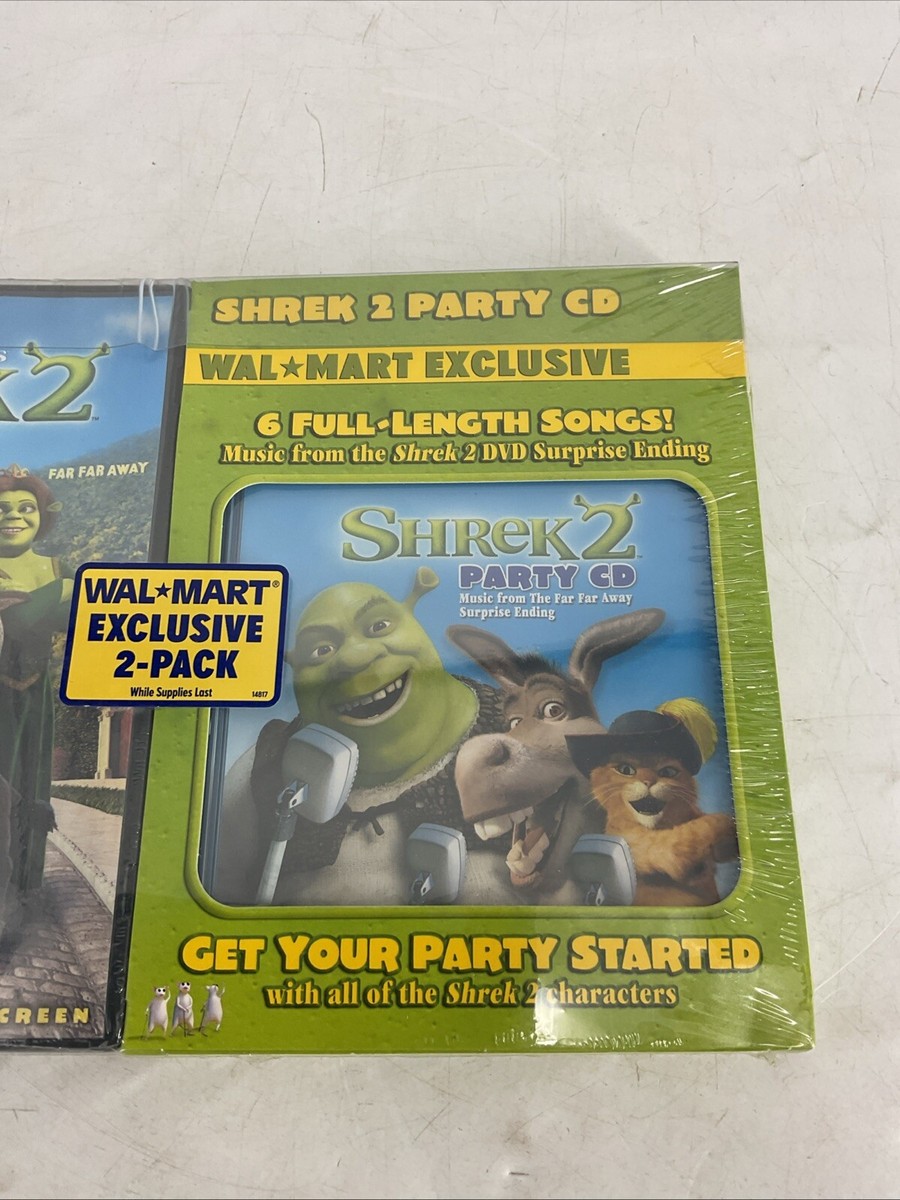 SHREK 2 PARTY CD
WAL★MART EXCLUSIVE
6 FULL-LENGTH SONGS!
Music from the Shrek 2 DVD Surprise Ending
K2™
FAR FAR AWAY
SHREK 2
PARTY CD
Music from The Far Far Away
Surprise Ending
WAL★MART®
EXCLUSIVE
2-PACK
While Supplies Last 14817
GET YOUR PARTY STARTED
with all of the Shrek 2 characters
CREEN